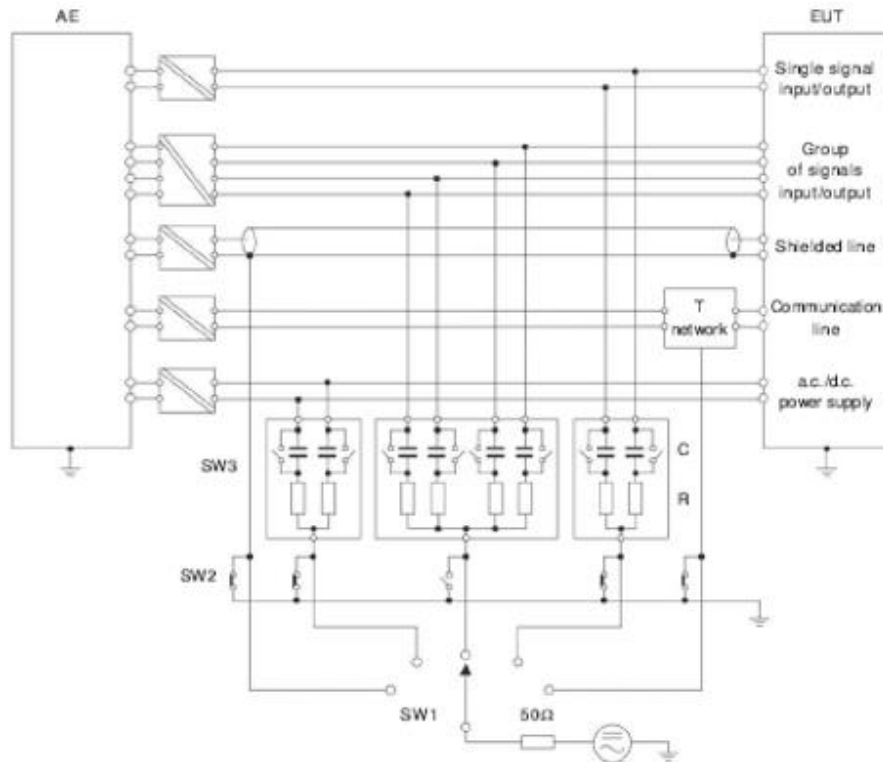 AE
EUT
Single signal
input/output
Group
of signals
input/output
Shielded line
T
network
Communication
line
a.c./d.c.
power supply
SW3
C
R
SW2
SW1
50Ω